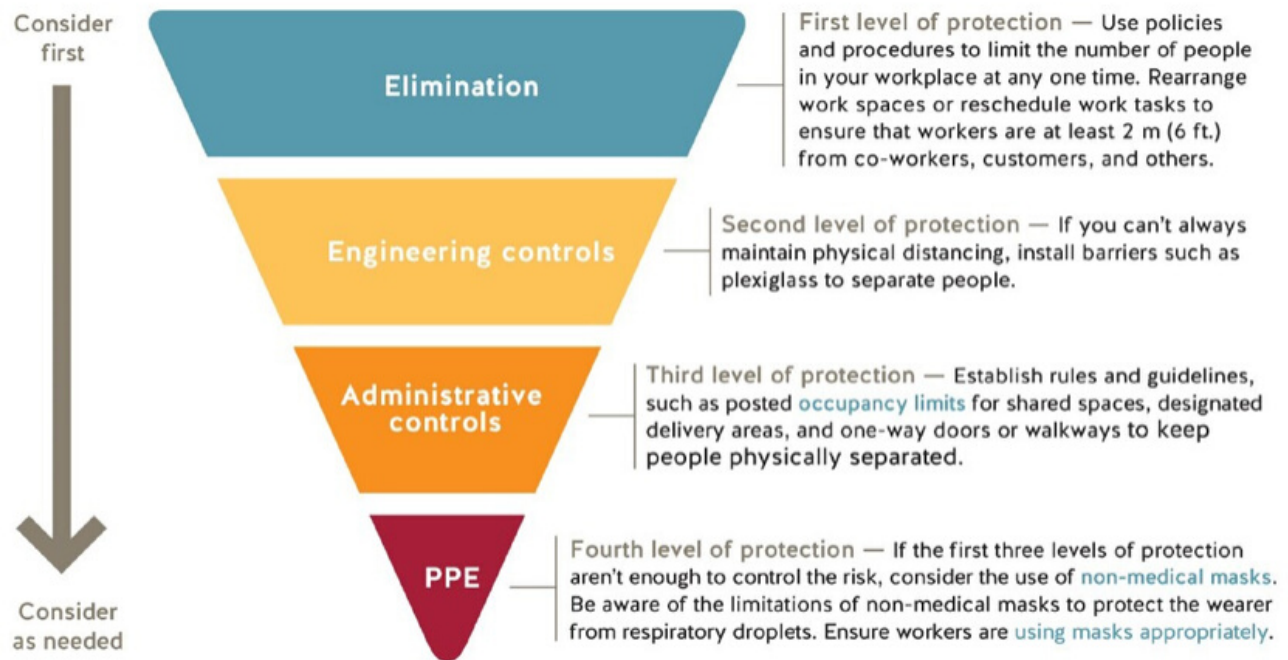 Consider
first
Elimination
First level of protection — Use policies
and procedures to limit the number of people
in your workplace at any one time. Rearrange
work spaces or reschedule work tasks to
ensure that workers are at least 2 m (6 ft.)
from co-workers, customers, and others.
Engineering controls
Second level of protection — If you can't always
maintain physical distancing, install barriers such as
plexiglass to separate people.
Administrative
controls
Third level of protection — Establish rules and guidelines,
such as posted occupancy limits for shared spaces, designated
delivery areas, and one-way doors or walkways to keep
people physically separated.
PPE
Fourth level of protection — If the first three levels of protection
aren't enough to control the risk, consider the use of non-medical masks.
Be aware of the limitations of non-medical masks to protect the wearer
from respiratory droplets. Ensure workers are using masks appropriately.
Consider
as needed